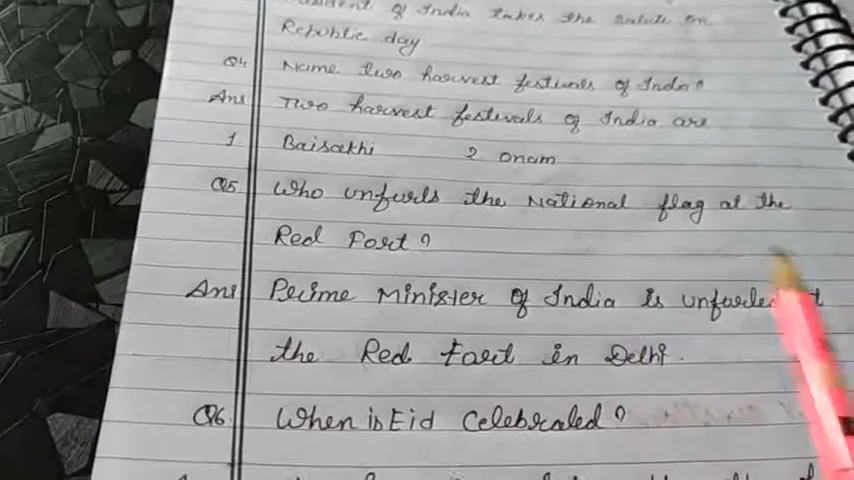 of India takes the salute on
Republic day
Q4 Name two harvest festivals of India?
Ans Two harvest festivals of India are
1 Baisakhi 2 onam
Q5 Who unfurls the National flag at the
Red Fort?
Ans Prime Minister of India is unfurled
the Red Fort in Delhi.
Q6 When is Eid Celebrated?